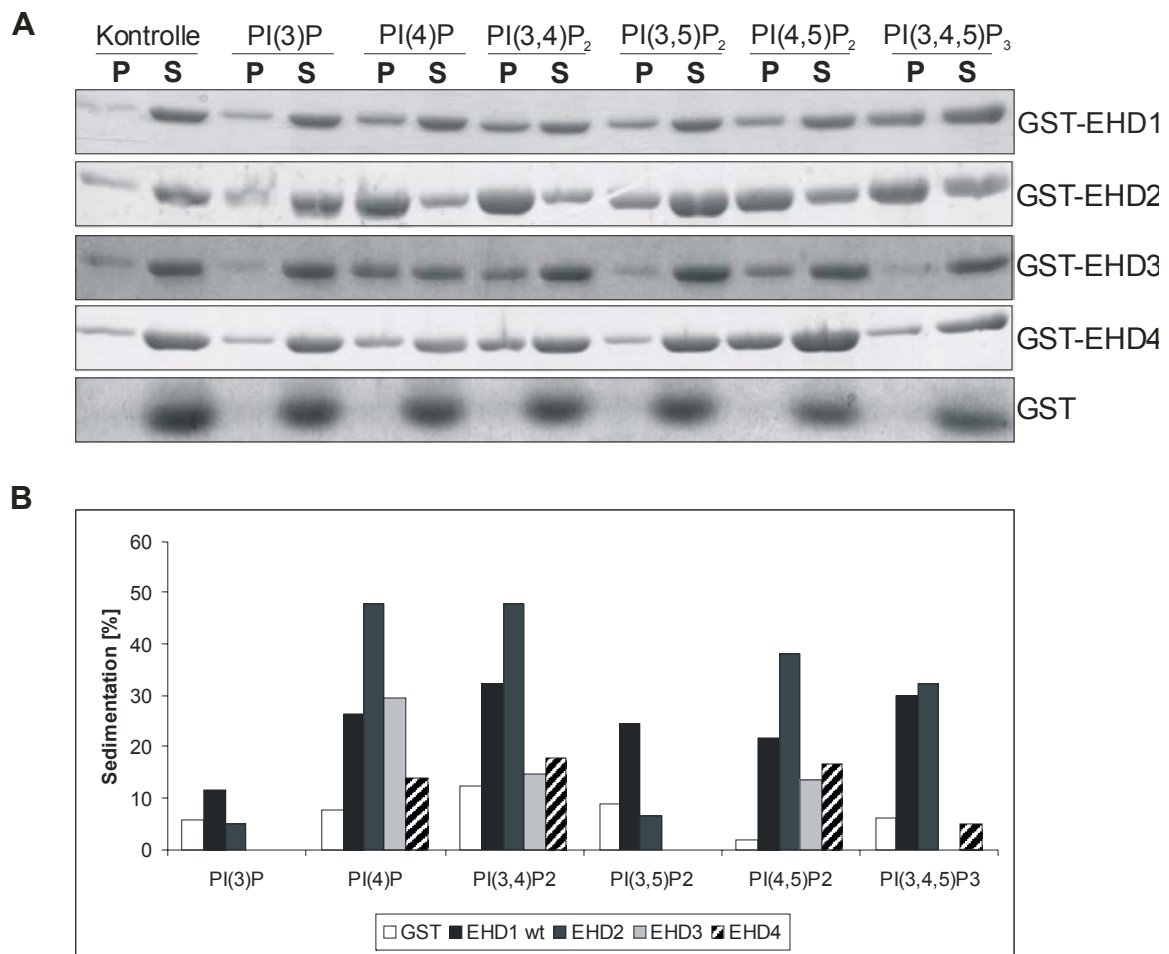 A
Kontrolle PI(3)P PI(4)P PI(3,4)P2 PI(3,5)P2 PI(4,5)P2 PI(3,4,5)P3
P S P S P S P S P S P S P S
GST-EHD1
GST-EHD2
GST-EHD3
GST-EHD4
GST
B
Sedimentation [%]
60
50
40
30
20
10
0
PI(3)P PI(4)P PI(3,4)P2 PI(3,5)P2 PI(4,5)P2 PI(3,4,5)P3
GST EHD1 wt EHD2 EHD3 EHD4